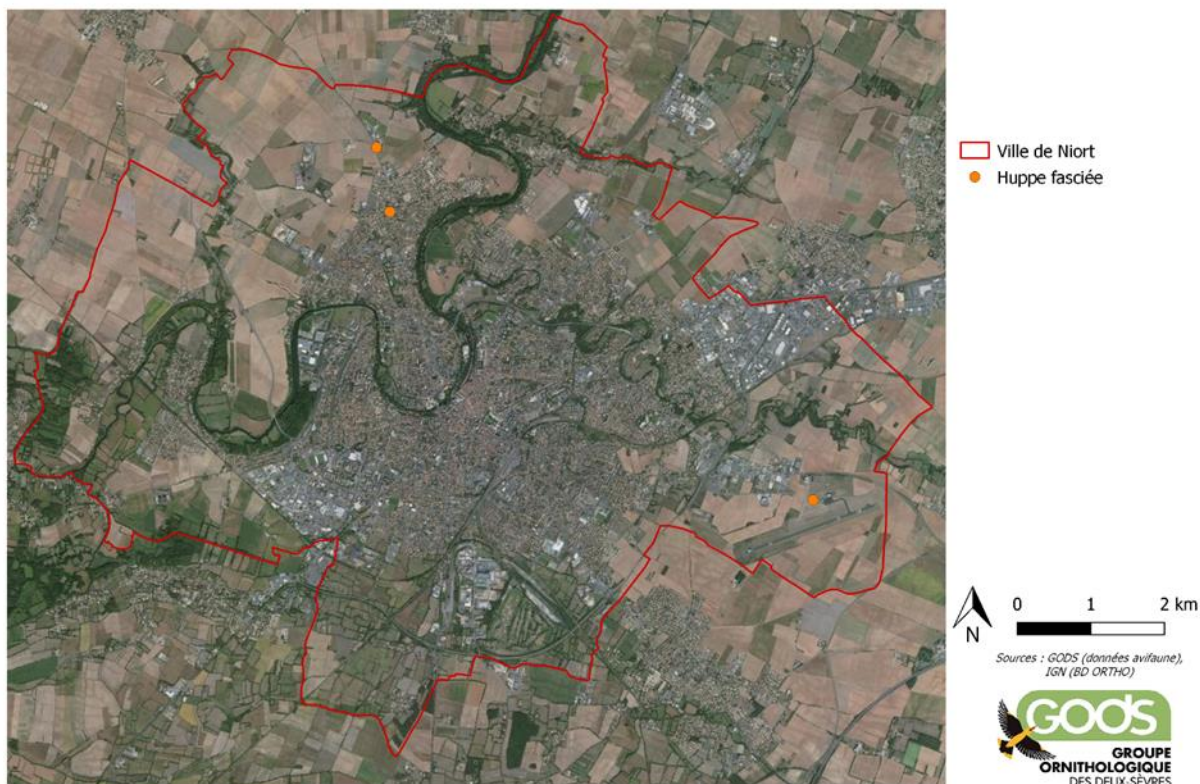 Ville de Niort
Huppe fasciée
0 1 2 km
N
Sources : GODS (données avifaune),
IGN (BD ORTHO)
GODS
GROUPE
ORNITHOLOGIQUE
DES DEUX-SÈVRES